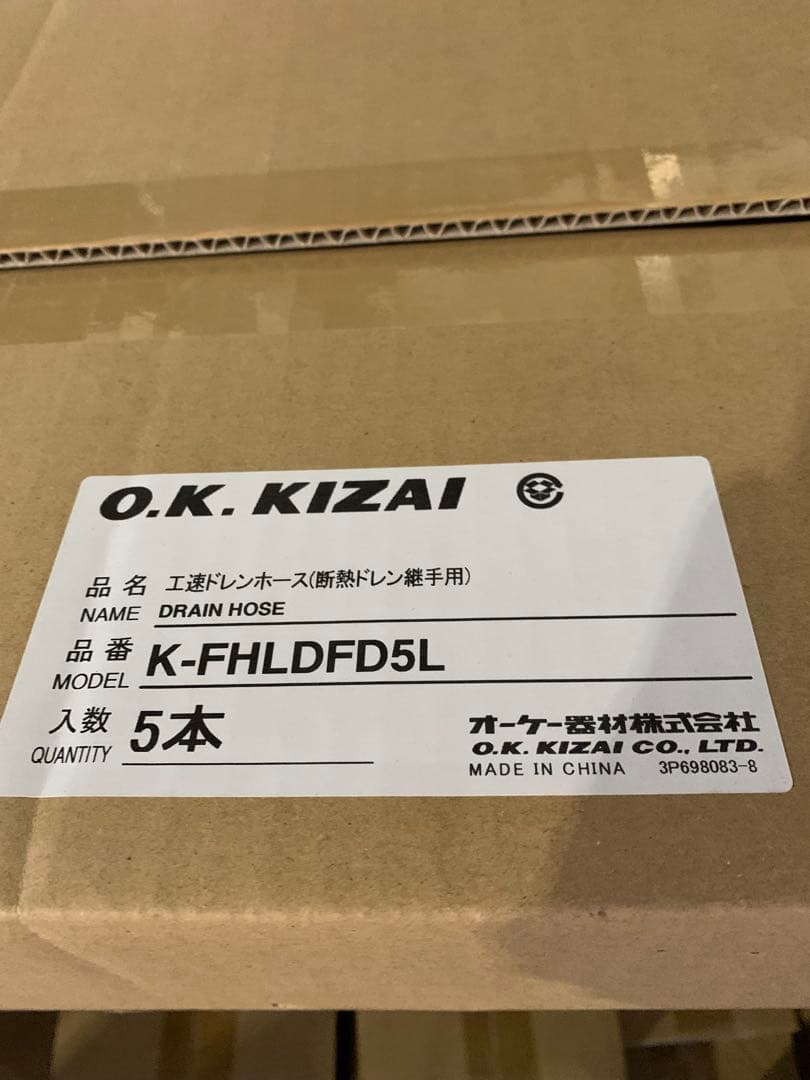 O.K. KIZAI
品名 工速ドレンホース(断熱ドレン継手用)
NAME DRAIN HOSE
品番 K-FHLDFD5L
MODEL
入数 5本
QUANTITY
オーケー器材株式会社
O.K. KIZAI CO., LTD.
MADE IN CHINA 3P698083-8